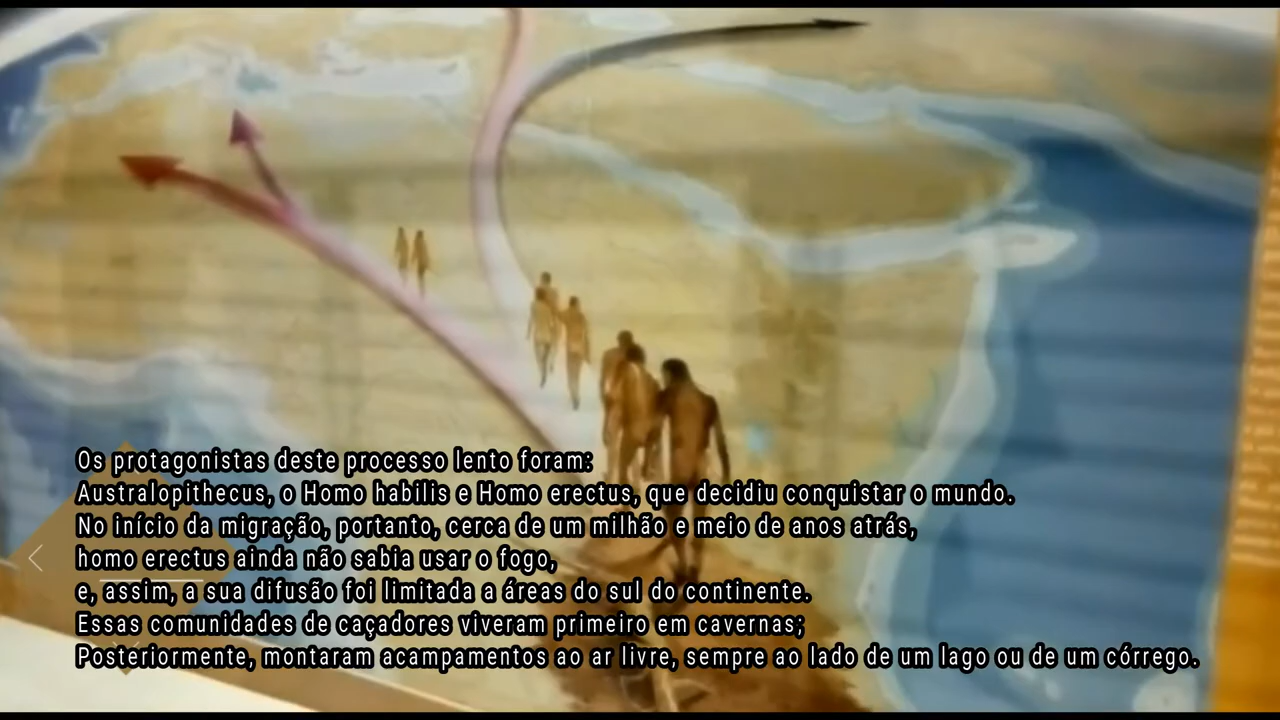 Os protagonistas deste processo lento foram:
Australopithecus, o Homo habilis e Homo erectus, que decidiu conquistar o mundo.
No início da migração, portanto, cerca de um milhão e meio de anos atrás,
homo erectus ainda não sabia usar o fogo,
e, assim, a sua difusão foi limitada a áreas do sul do continente.
Essas comunidades de caçadores viveram primeiro em cavernas;
Posteriormente, montaram acampamentos ao ar livre, sempre ao lado de um lago ou de um córrego.